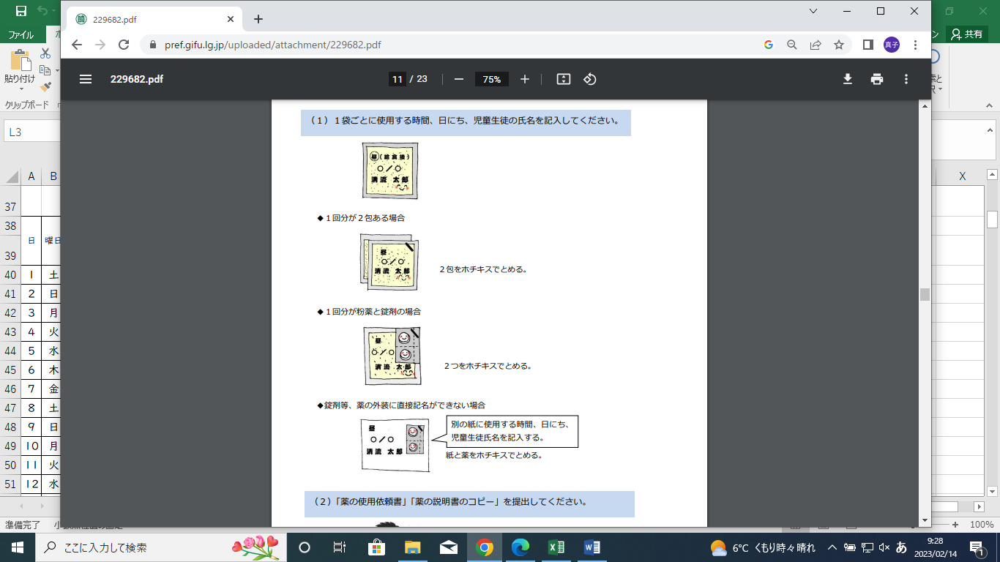 229682.pdf
ファイル
共有
pref.gifu.lg.jp/uploaded/attachment/229682.pdf
真子
貼り付け
クリップボード
229682.pdf
11 / 23
75%
L3
A B
X
37
38
39
日 曜日
40 1 土
41 2 日
42 3 月
43 4 火
44 5 水
45 6 木
46 7 金
47 8 土
48 9 日
49 10 月
50 11 火
51 12 水
（１）１袋ごとに使用する時間、日にち、児童生徒の氏名を記入してください。
昼(給食後)
○／○
清流 太郎
◆１回分が２包ある場合
昼
○／○
清流 太郎
２包をホチキスでとめる。
◆１回分が粉薬と錠剤の場合
昼
○／○
清流 太郎
２つをホチキスでとめる。
◆錠剤等、薬の外装に直接記名ができない場合
昼
○／○
清流 太郎
別の紙に使用する時間、日にち、
児童生徒氏名を記入する。
紙と薬をホチキスでとめる。
（２）「薬の使用依頼書」「薬の説明書のコピー」を提出してください。
準備完了
100%
ここに入力して検索
6°C くもり時々晴れ
あ
9:28
2023/02/14
1